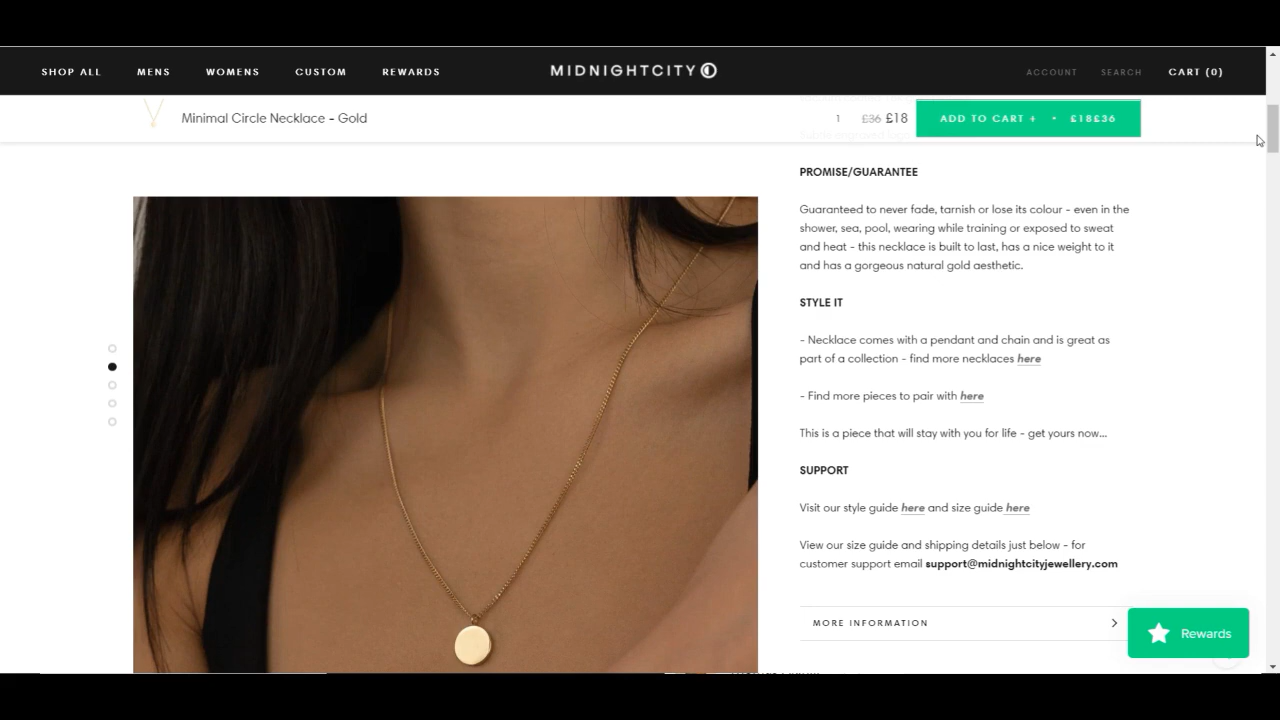 SHOP ALL MENS WOMENS CUSTOM REWARDS MIDNIGHTCITY ACCOUNT SEARCH CART (0)
Minimal Circle Necklace - Gold 1 £36 £18 ADD TO CART + • £18£36
PROMISE/GUARANTEE
Guaranteed to never fade, tarnish or lose its colour - even in the
shower, sea, pool, wearing while training or exposed to sweat
and heat - this necklace is built to last, has a nice weight to it
and has a gorgeous natural gold aesthetic.
STYLE IT
- Necklace comes with a pendant and chain and is great as
part of a collection - find more necklaces here
- Find more pieces to pair with here
This is a piece that will stay with you for life - get yours now...
SUPPORT
Visit our style guide here and size guide here
View our size guide and shipping details just below - for
customer support email support@midnightcityjewellery.com
MORE INFORMATION
Rewards